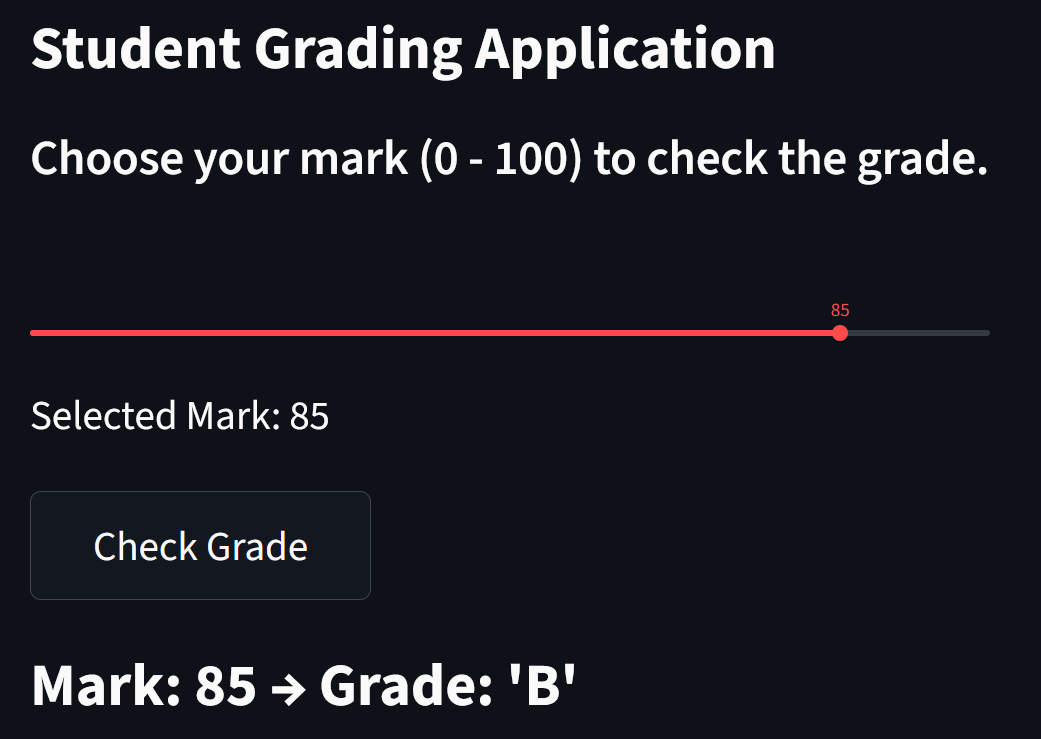 Student Grading Application
Choose your mark (0 - 100) to check the grade.
85
Selected Mark: 85
Check Grade
Mark: 85 → Grade: 'B'